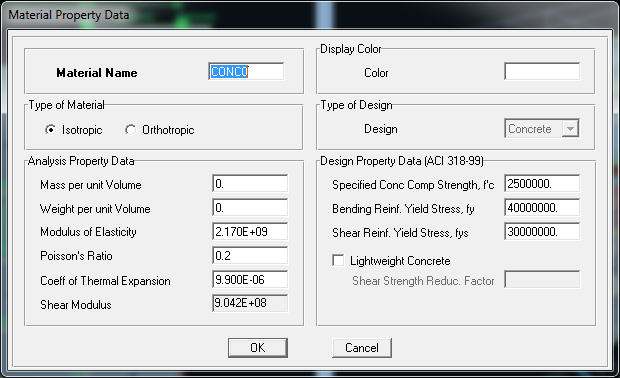 Material Property Data
Material Name
CONC0
Display Color
Color
Type of Material
Isotropic
Orthotropic
Type of Design
Design
Concrete
Analysis Property Data
Mass per unit Volume
0.
Weight per unit Volume
0.
Modulus of Elasticity
2.170E+09
Poisson's Ratio
0.2
Coeff of Thermal Expansion
9.900E-06
Shear Modulus
9.042E+08
Design Property Data (ACI 318-99)
Specified Conc Comp Strength, f'c
2500000.
Bending Reinf. Yield Stress, fy
40000000.
Shear Reinf. Yield Stress, fys
30000000.
Lightweight Concrete
Shear Strength Reduc. Factor
OK
Cancel